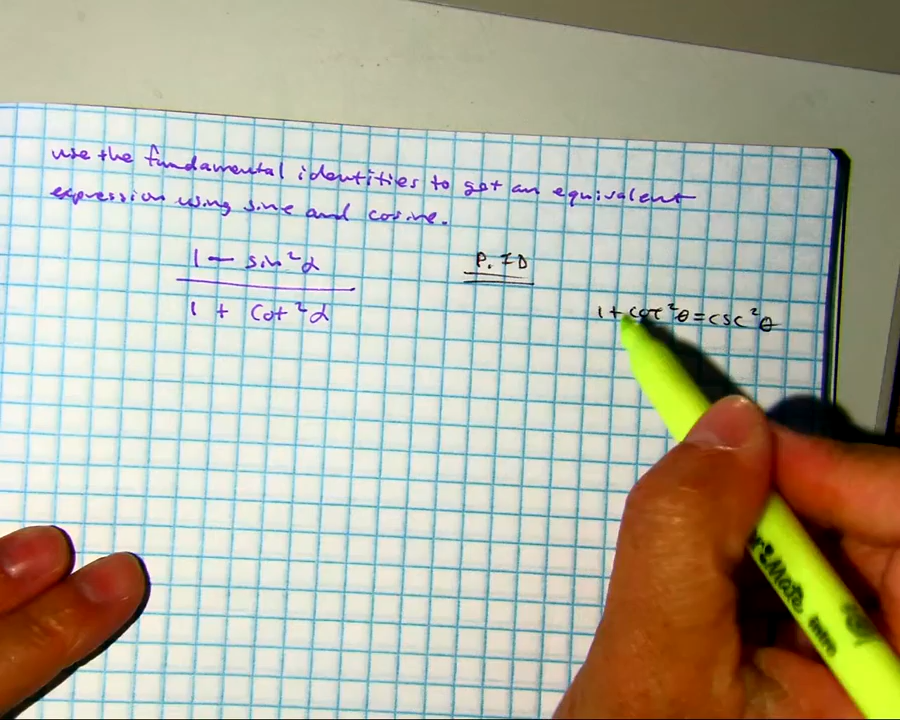 use the fundamental identities to get an equivalent
expression using sine and cosine.
1 - sin²α
1 + cot²α
P. ID
1 + cot²θ = csc²θ